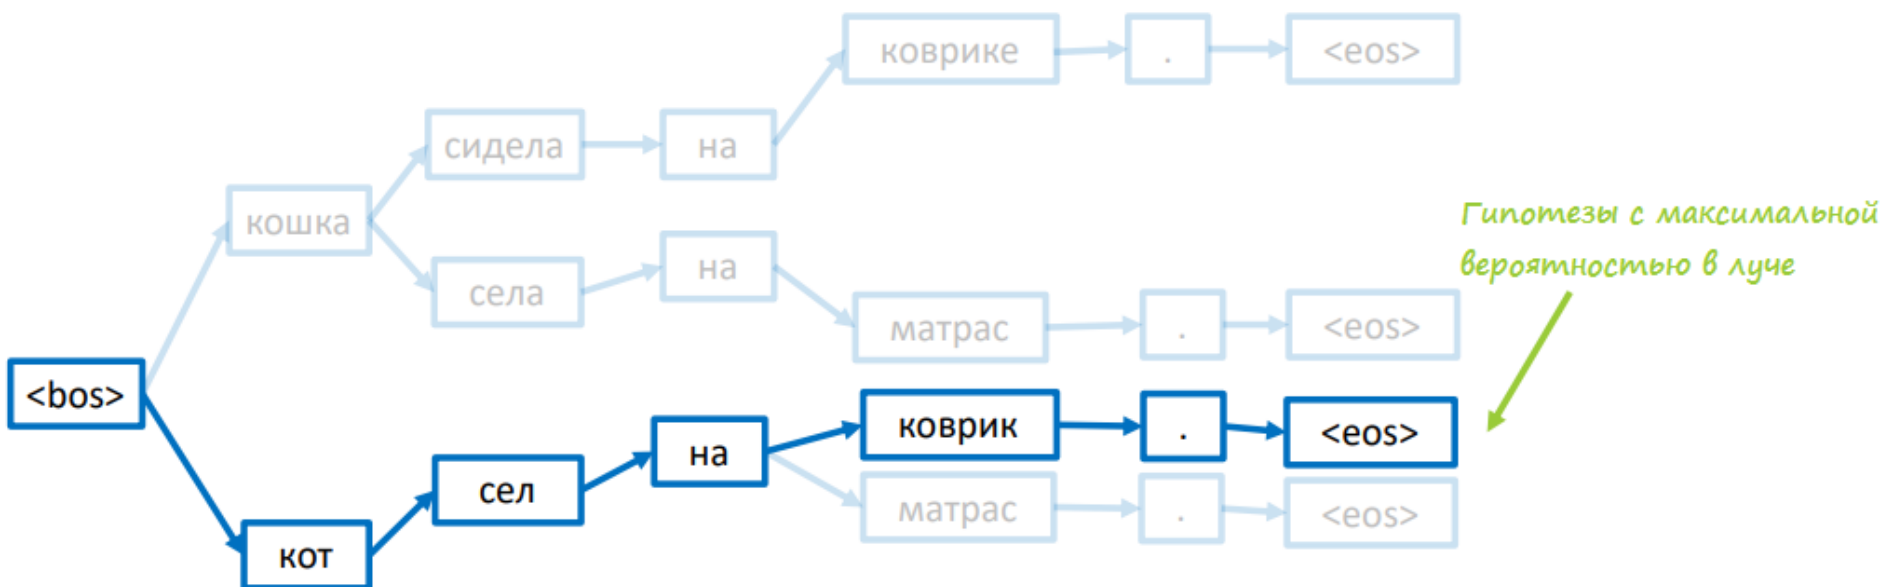 коврике . <eos>
сидела на
кошка
Гипотезы с максимальной
вероятностью в луче
села на
матрас . <eos>
<bos>
коврик . <eos>
на
сел
матрас . <eos>
кот